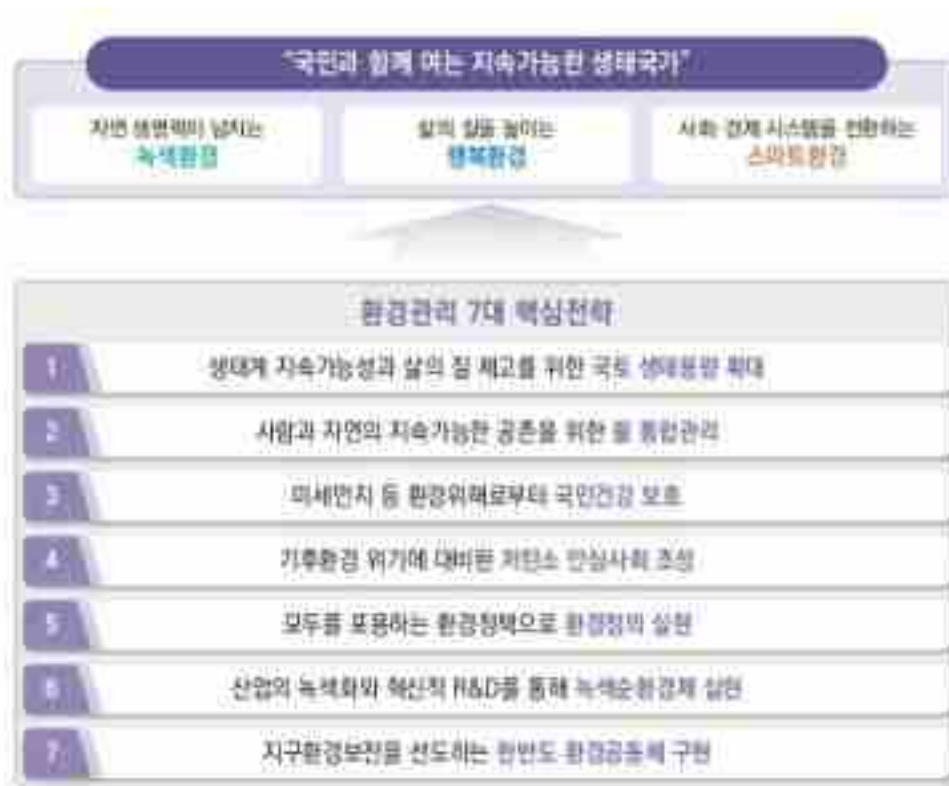 "국민과 함께 여는 지속가능한 생태국가"
자연 생명력이 넘치는
녹색환경
삶의 질을 높이는
행복환경
사회 경제 시스템을 전환하는
스마트환경
환경관리 7대 핵심전략
1 생태계 지속가능성과 삶의 질 제고를 위한 국토 생태용량 확대
2 사람과 자연의 지속가능한 공존을 위한 물 통합관리
3 미세먼지 등 환경위해로부터 국민건강 보호
4 기후환경 위기에 대비된 저탄소 안심사회 조성
5 모두를 포용하는 환경정책으로 환경정의 실현
6 산업의 녹색화와 혁신적 R&D를 통해 녹색순환경제 실현
7 지구환경보전을 선도하는 한반도 환경공동체 구현